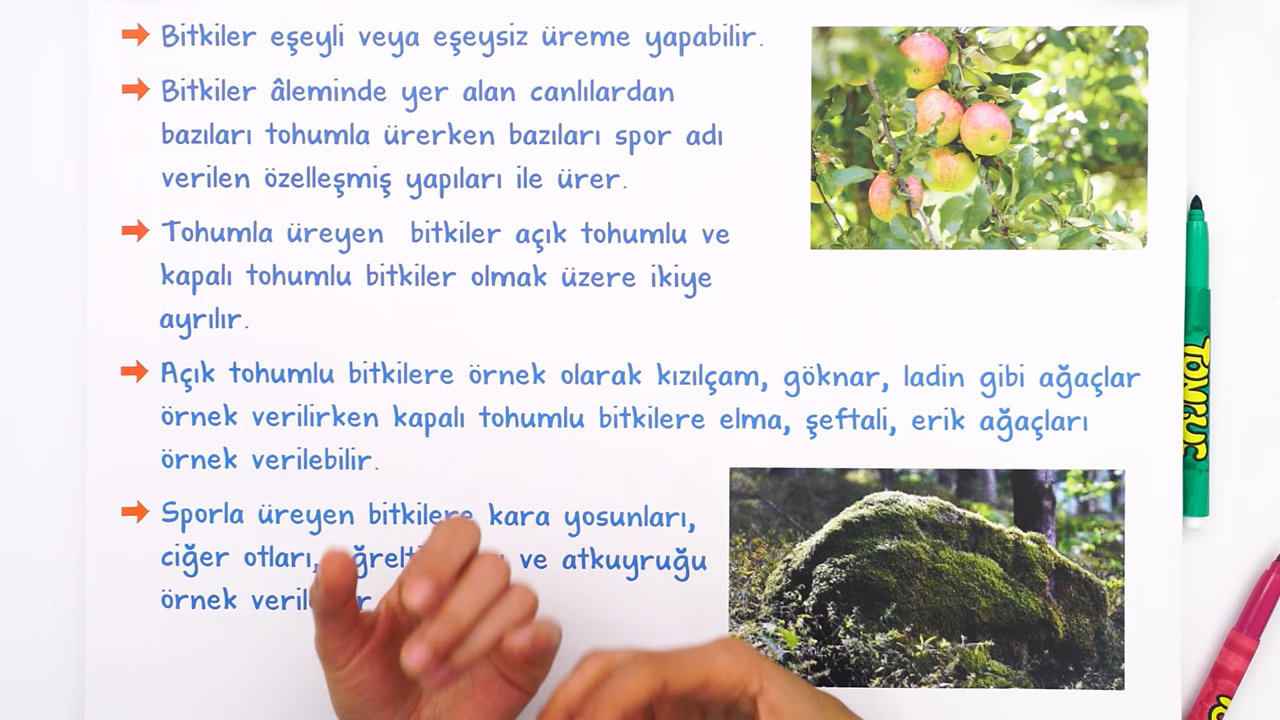 Bitkiler eşeyli veya eşeysiz üreme yapabilir.
Bitkiler âleminde yer alan canlılardan
bazıları tohumla ürerken bazıları spor adı
verilen özelleşmiş yapıları ile ürer.
Tohumla üreyen bitkiler açık tohumlu ve
kapalı tohumlu bitkiler olmak üzere ikiye
ayrılır.
Açık tohumlu bitkilere örnek olarak kızılçam, göknar, ladin gibi ağaçlar
örnek verilirken kapalı tohumlu bitkilere elma, şeftali, erik ağaçları
örnek verilebilir.
Sporla üreyen bitkilere kara yosunları,
ciğer otları, ve atkuyruğu
örnek